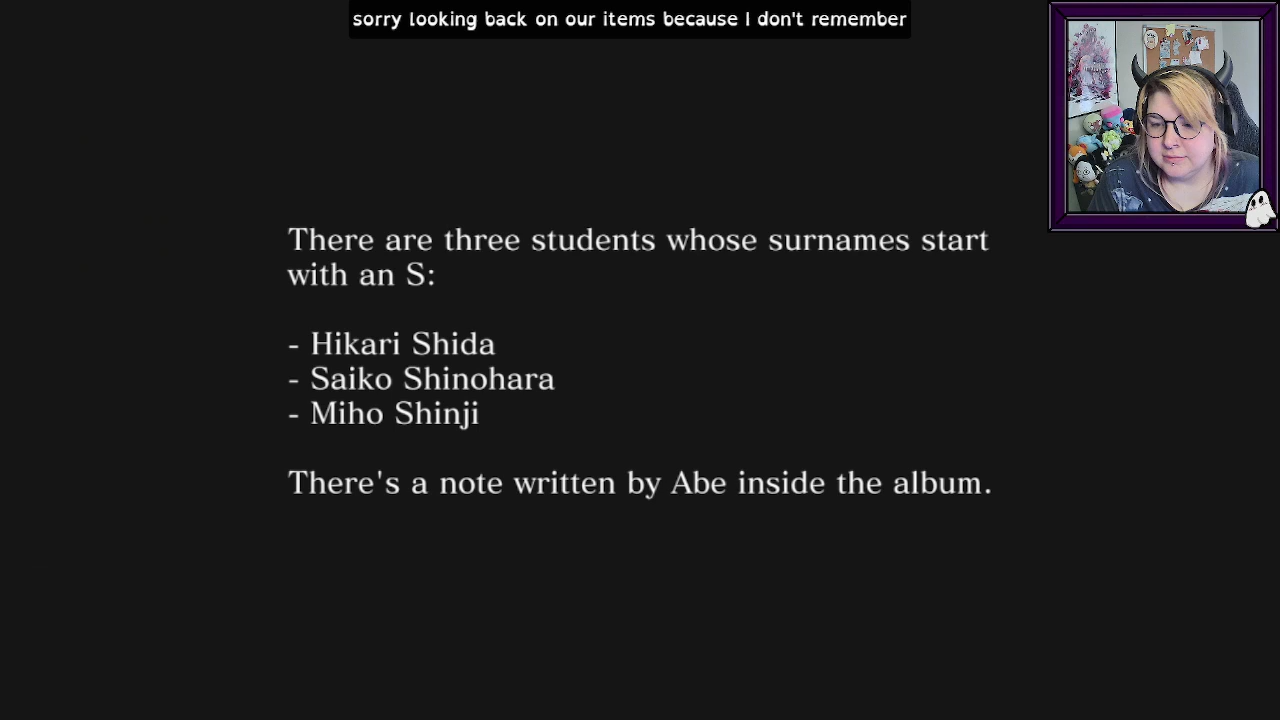 sorry looking back on our items because I don't remember
There are three students whose surnames start
with an S:
- Hikari Shida
- Saiko Shinohara
- Miho Shinji
There's a note written by Abe inside the album.